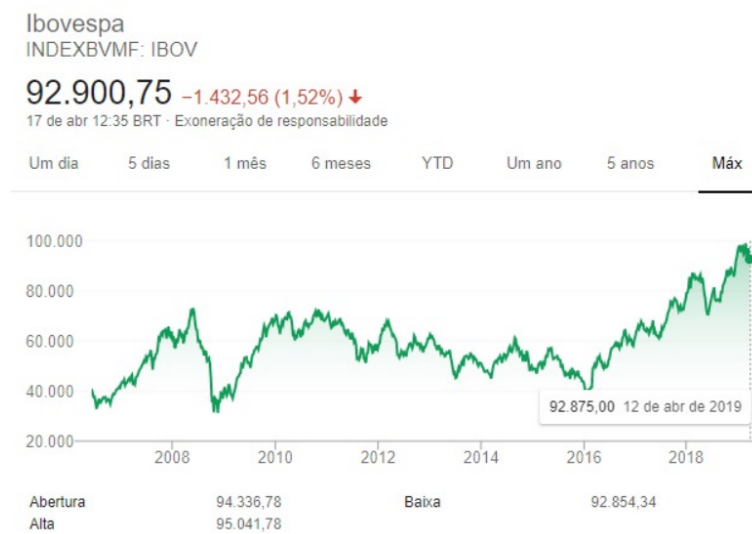 Ibovespa
INDEXBVMF: IBOV
92.900,75 −1.432,56 (1,52%) ↓
17 de abr 12:35 BRT · Exoneração de responsabilidade
Um dia 5 dias 1 mês 6 meses YTD Um ano 5 anos Máx
100.000
80.000
60.000
40.000
92.875,00 12 de abr de 2019
20.000
2008 2010 2012 2014 2016 2018
Abertura 94.336,78 Baixa 92.854,34
Alta 95.041,78